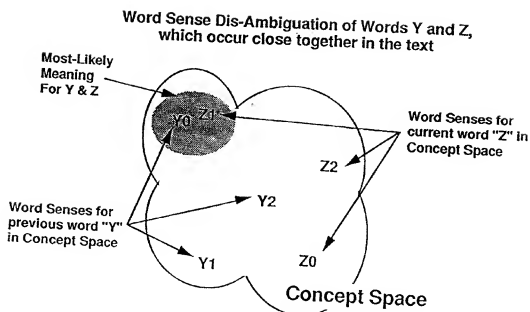 Word Sense Dis-Ambiguation of Words Y and Z,
which occur close together in the text
Most-Likely
Meaning
For Y & Z
Y0 Z1
Word Senses for
current word "Z" in
Concept Space
Z2
Y2
Word Senses for
previous word "Y"
in Concept Space
Y1
Z0
Concept Space